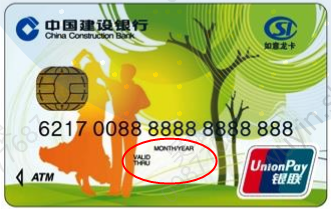 中国建设银行
China Construction Bank
如意龙卡
6217 0088 8888 8888 888
MONTH/YEAR
VALID
THRU
ATM
UnionPay
银联